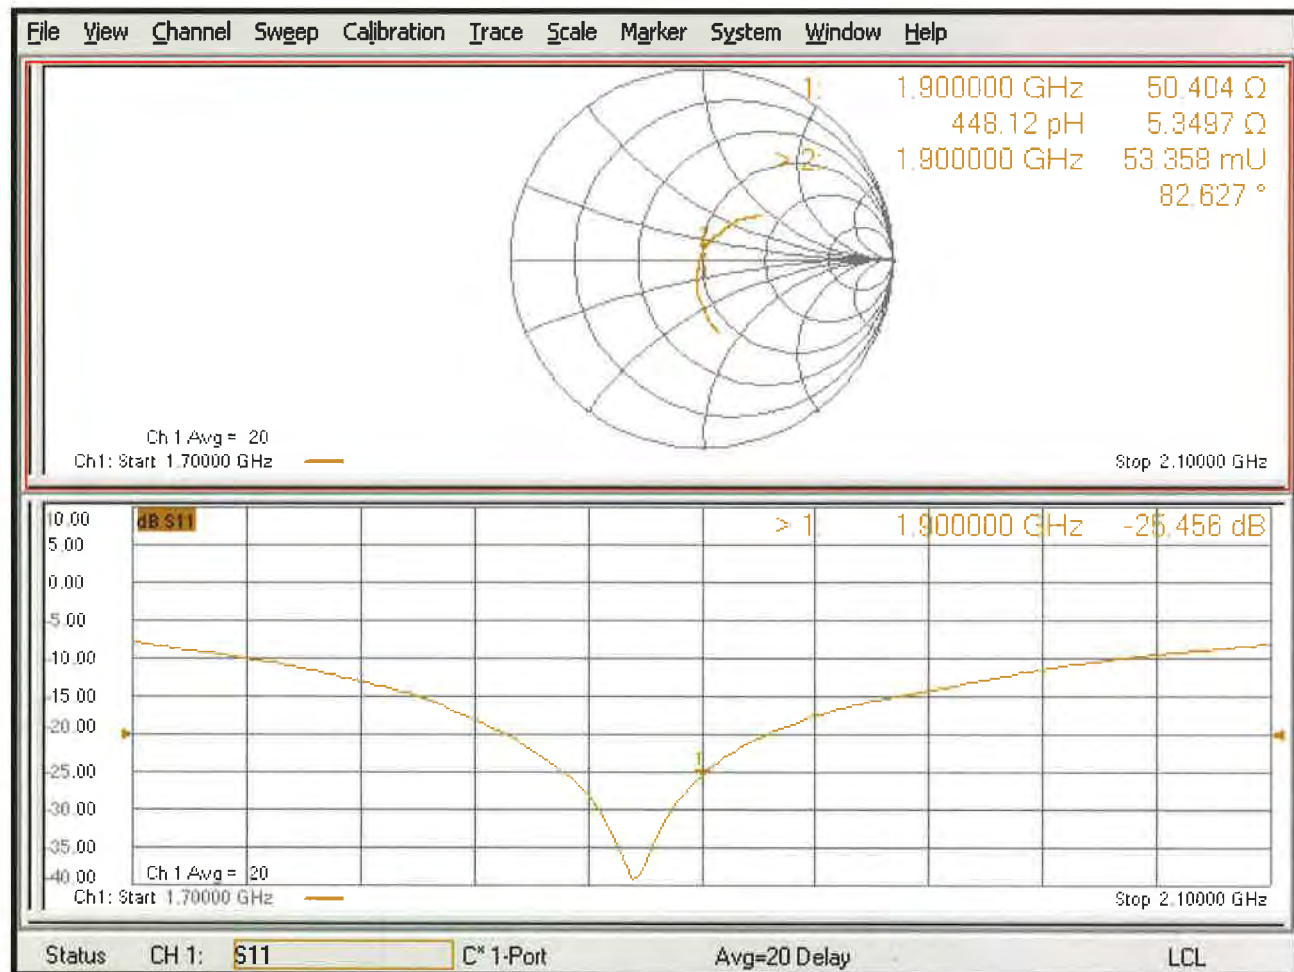 File View Channel Sweep Calibration Trace Scale Marker System Window Help
1: 1.900000 GHz 50.404 Ω
448.12 pH 5.3497 Ω
> 2: 1.900000 GHz 53.358 mU
82.627 °
Ch 1 Avg = 20
Ch1: Start 1.70000 GHz Stop 2.10000 GHz
10.00 dB S11 > 1: 1.900000 GHz -25.456 dB
5.00
0.00
-5.00
-10.00
-15.00
-20.00
-25.00
1
-30.00
-35.00
-40.00 Ch 1 Avg = 20
Ch1: Start 1.70000 GHz Stop 2.10000 GHz
Status CH 1: S11 C* 1-Port Avg=20 Delay LCL